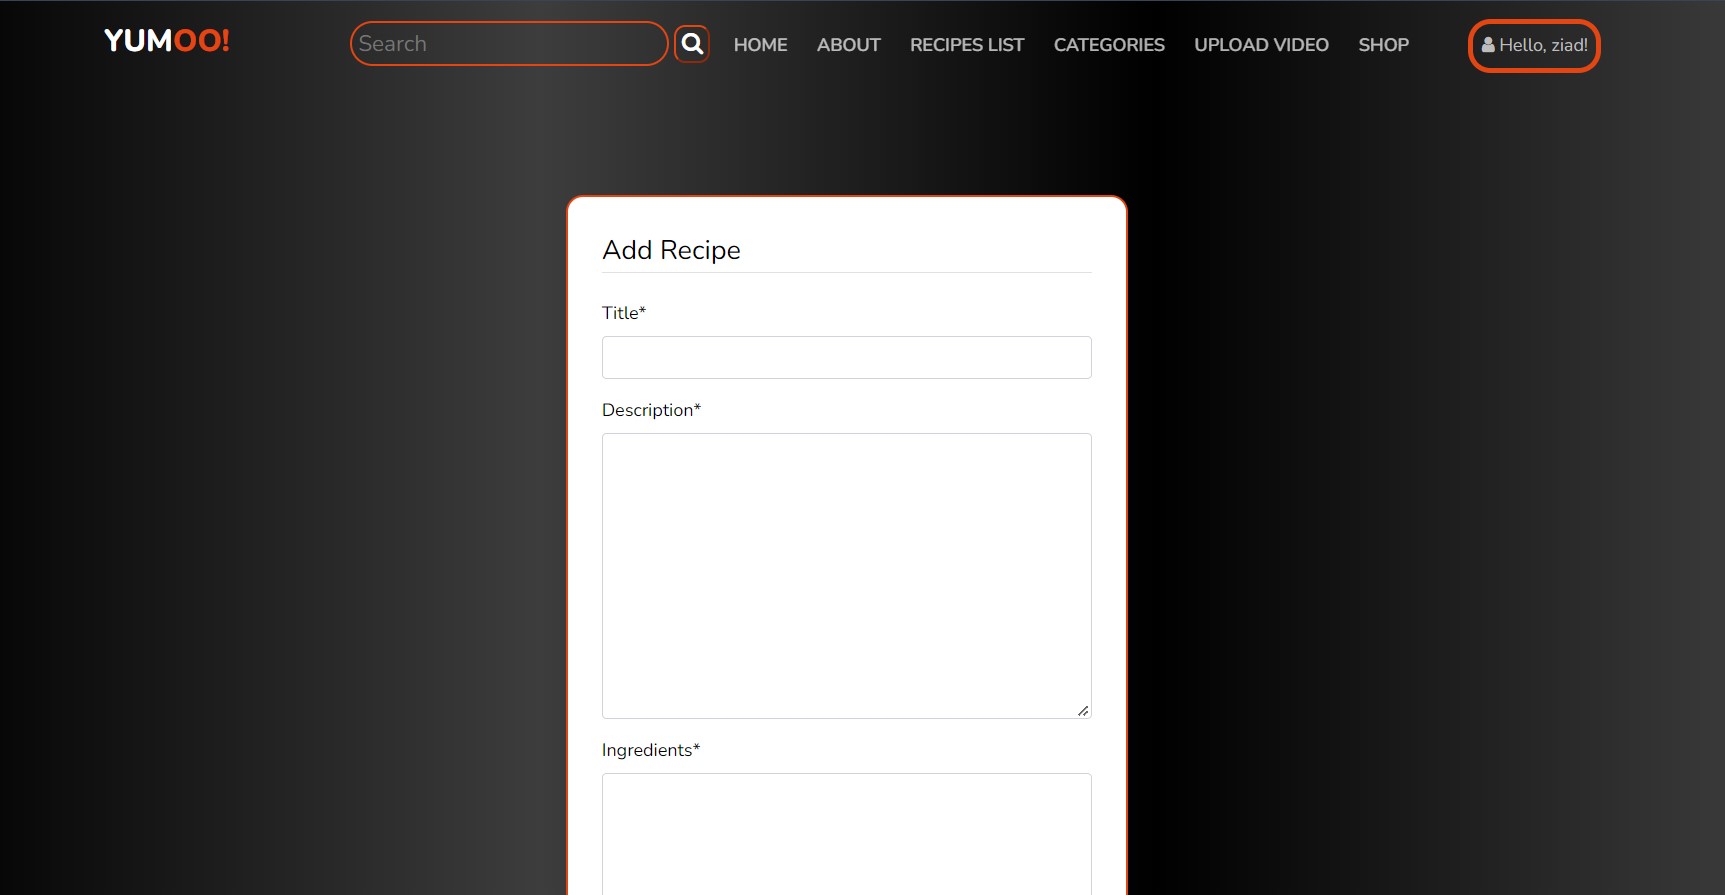 YUMOO!
Search
HOME
ABOUT
RECIPES LIST
CATEGORIES
UPLOAD VIDEO
SHOP
Hello, ziad!
Add Recipe
Title*
Description*
Ingredients*